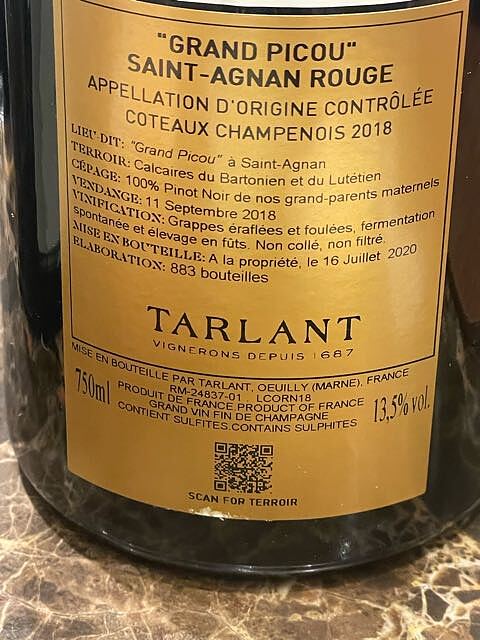 "GRAND PICOU"
SAINT-AGNAN ROUGE
APPELLATION D'ORIGINE CONTRÔLÉE
COTEAUX CHAMPENOIS 2018
LIEU-DIT: "Grand Picou" à Saint-Agnan
TERROIR: Calcaires du Bartonien et du Lutétien
CÉPAGE: 100% Pinot Noir de nos grand-parents maternels
VENDANGE: 11 Septembre 2018
VINIFICATION: Grappes éraflées et foulées, fermentation
spontanée et élevage en fûts. Non collé, non filtré.
MISE EN BOUTEILLE: A la propriété, le 16 Juillet 2020
ELABORATION: 883 bouteilles
TARLANT
VIGNERONS DEPUIS 1687
MISE EN BOUTEILLE PAR TARLANT, OEUILLY (MARNE), FRANCE
RM-24837-01. LCORN18
750ml PRODUIT DE FRANCE PRODUCT OF FRANCE 13,5% vol.
GRAND VIN FIN DE CHAMPAGNE
CONTIENT SULFITES.CONTAINS SULPHITES
SCAN FOR TERROIR